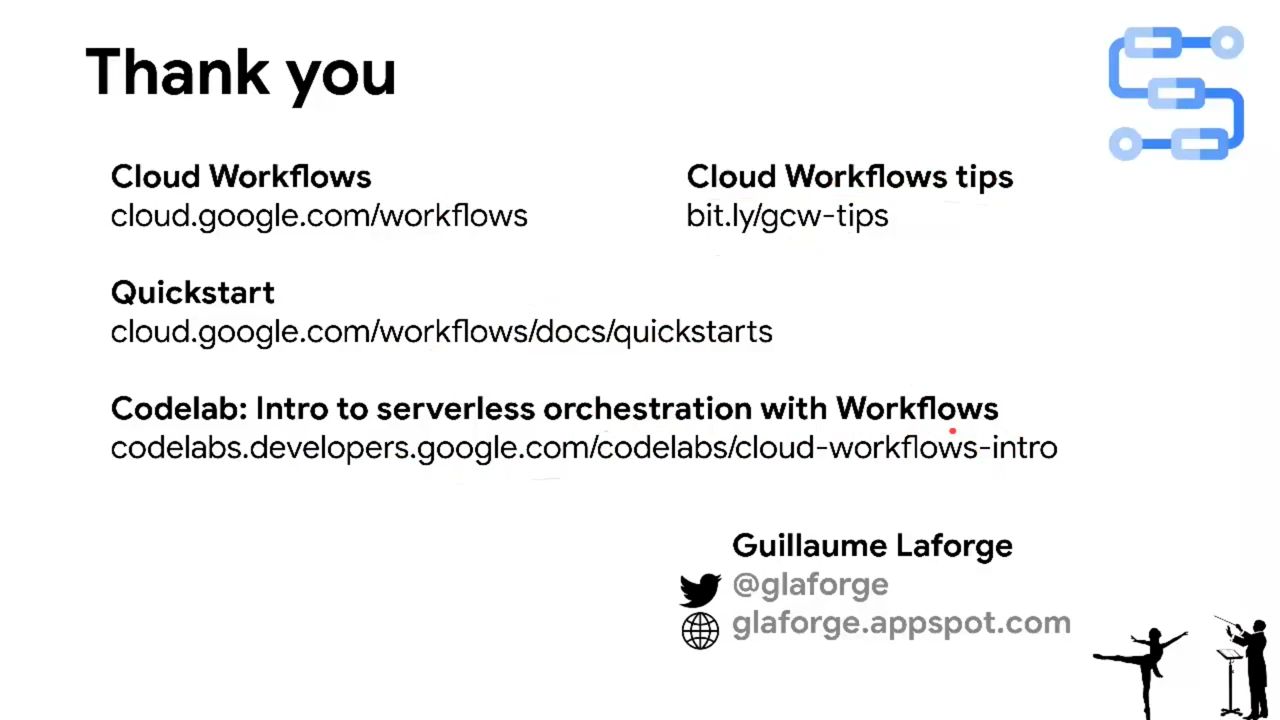 Thank you
Cloud Workflows
cloud.google.com/workflows
Cloud Workflows tips
bit.ly/gcw-tips
Quickstart
cloud.google.com/workflows/docs/quickstarts
Codelab: Intro to serverless orchestration with Workflows
codelabs.developers.google.com/codelabs/cloud-workflows-intro
Guillaume Laforge
@glaforge
glaforge.appspot.com